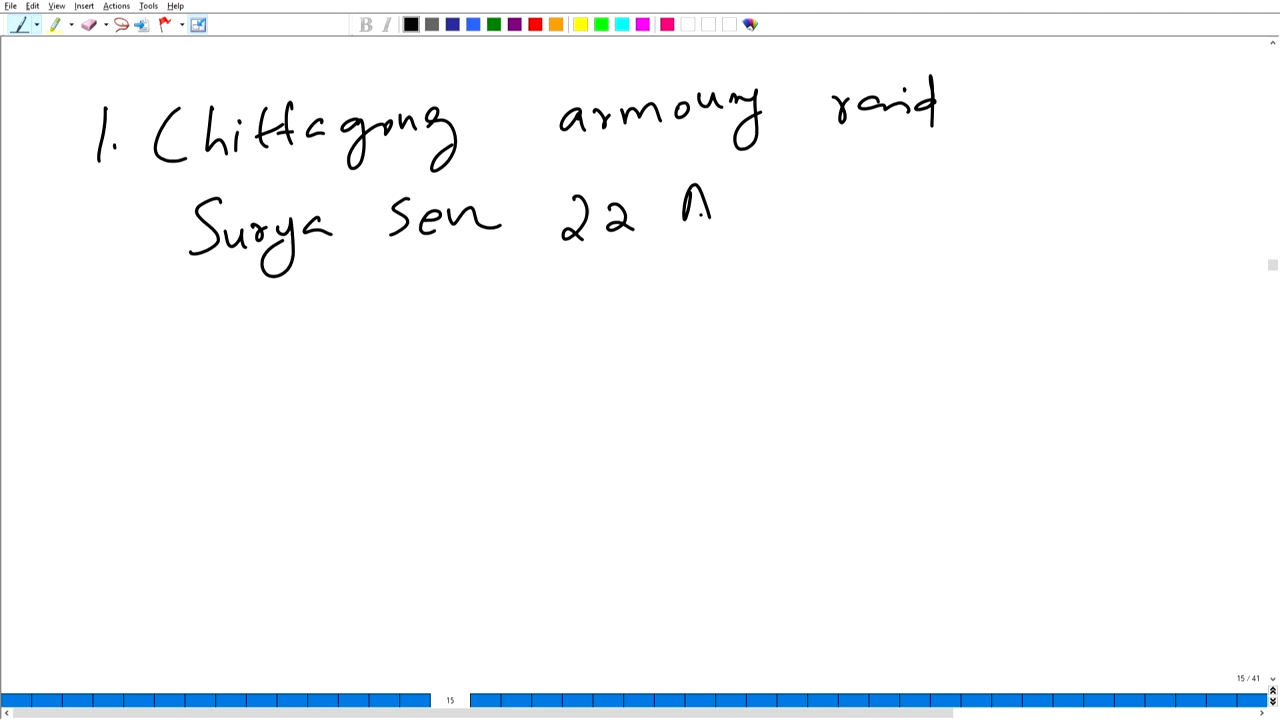 File Edit View Insert Actions Tools Help
B I
1. Chittagong armoury raid
Surya Sen 22 A
15 / 41
15